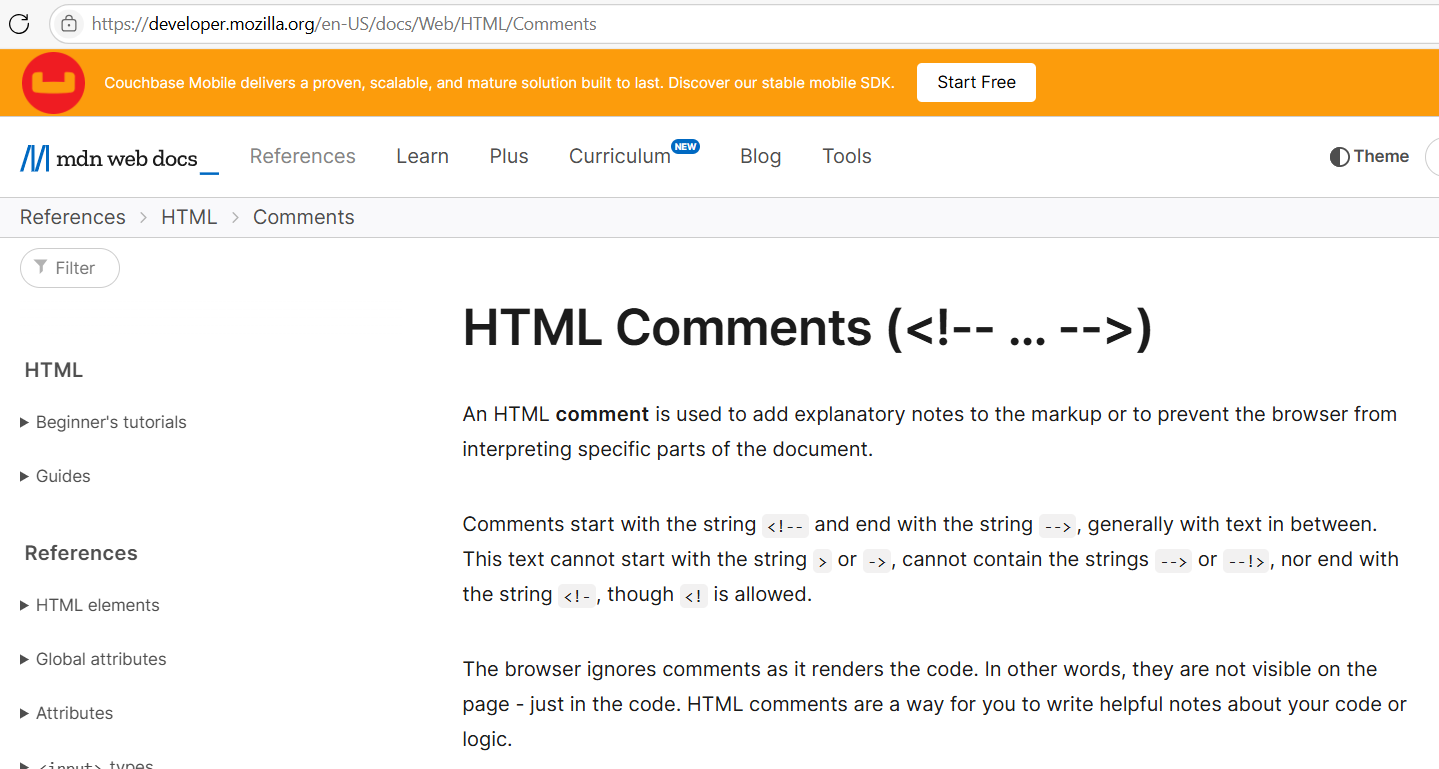 https://developer.mozilla.org/en-US/docs/Web/HTML/Comments
Couchbase Mobile delivers a proven, scalable, and mature solution built to last. Discover our stable mobile SDK.
Start Free
mdn web docs_
References
Learn
Plus
Curriculum NEW
Blog
Tools
Theme
References > HTML > Comments
Filter
HTML
Beginner's tutorials
Guides
References
HTML elements
Global attributes
Attributes
<input> types
HTML Comments (<!-- ... -->)
An HTML comment is used to add explanatory notes to the markup or to prevent the browser from
interpreting specific parts of the document.
Comments start with the string <!-- and end with the string -->, generally with text in between.
This text cannot start with the string > or ->, cannot contain the strings --> or --!>, nor end with
the string <!-, though <! is allowed.
The browser ignores comments as it renders the code. In other words, they are not visible on the
page - just in the code. HTML comments are a way for you to write helpful notes about your code or
logic.